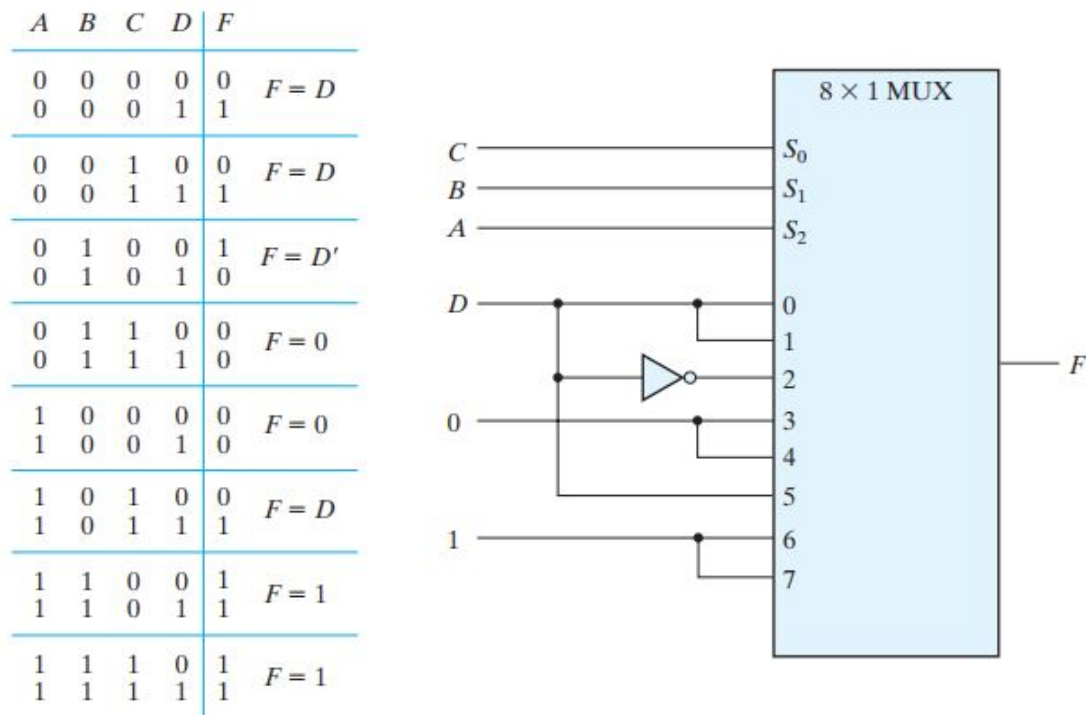 A B C D F
0 0 0 0 0 F = D
0 0 0 1 1
0 0 1 0 0 F = D
0 0 1 1 1
0 1 0 0 1 F = D′
0 1 0 1 0
0 1 1 0 0 F = 0
0 1 1 1 0
1 0 0 0 0 F = 0
1 0 0 1 0
1 0 1 0 0 F = D
1 0 1 1 1
1 1 0 0 1 F = 1
1 1 0 1 1
1 1 1 0 1 F = 1
1 1 1 1 1
8 × 1 MUX
C S₀
B S₁
A S₂
D 0
1
2
0 3
4
5
1 6
7
F